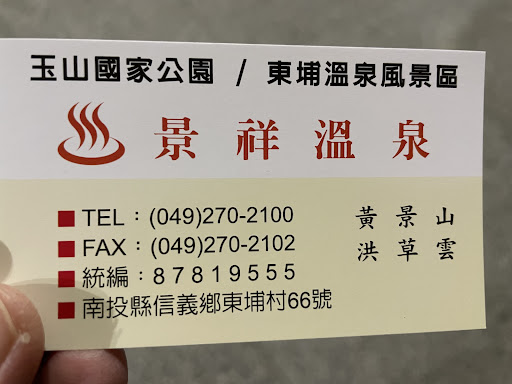 玉山國家公園 / 東埔溫泉風景區
景祥溫泉
TEL：(049)270-2100
FAX：(049)270-2102
統編：87819555
南投縣信義鄉東埔村66號
黃景山
洪草雲